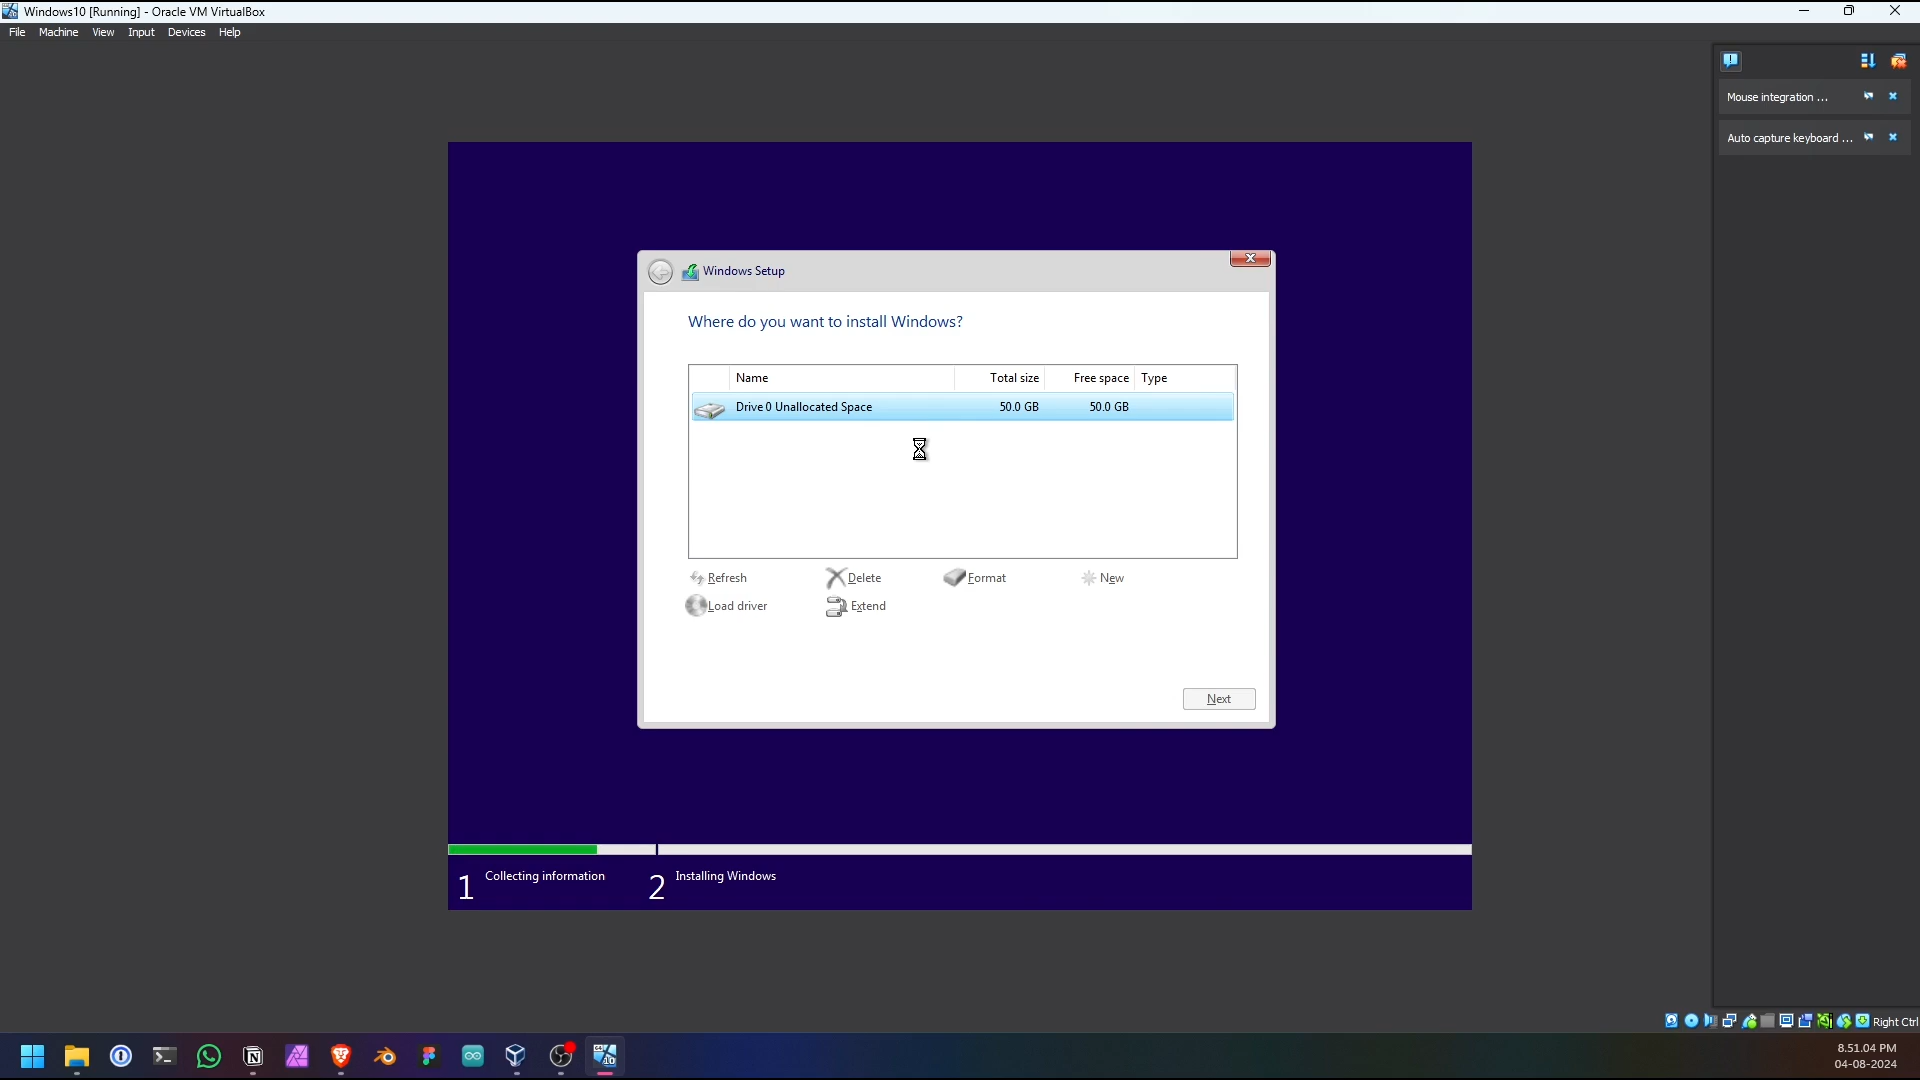 Windows10 [Running] - Oracle VM VirtualBox
File Machine View Input Devices Help
Mouse integration ...
Auto capture keyboard ...
Windows Setup
Where do you want to install Windows?
Name Total size Free space Type
Drive 0 Unallocated Space 50.0 GB 50.0 GB
Refresh Delete Format New
Load driver Extend
Next
1 Collecting information 2 Installing Windows
Right Ctrl
8.51.04 PM
04-08-2024